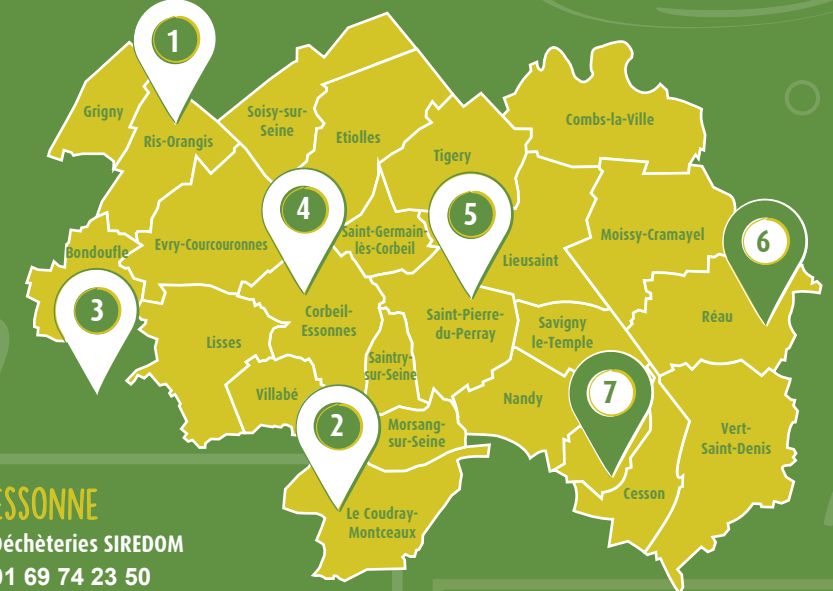 1
Grigny
Ris-Orangis
Soisy-sur-
Seine
Etiolles
Tigery
Combs-la-Ville
4
5
6
Bondoufle
Evry-Courcouronnes
Saint-Germain-
lès-Corbeil
Lieusaint
Moissy-Cramayel
3
Lisses
Corbeil-
Essonnes
Saint-Pierre-
du-Perray
Savigny
le-Temple
Réau
Saintry-
sur-Seine
Villabé
2
Morsang-
sur-Seine
Nandy
7
Vert-
Saint-Denis
Cesson
Le Coudray-
Montceaux
ESSONNE
Déchèteries SIREDOM
01 69 74 23 50